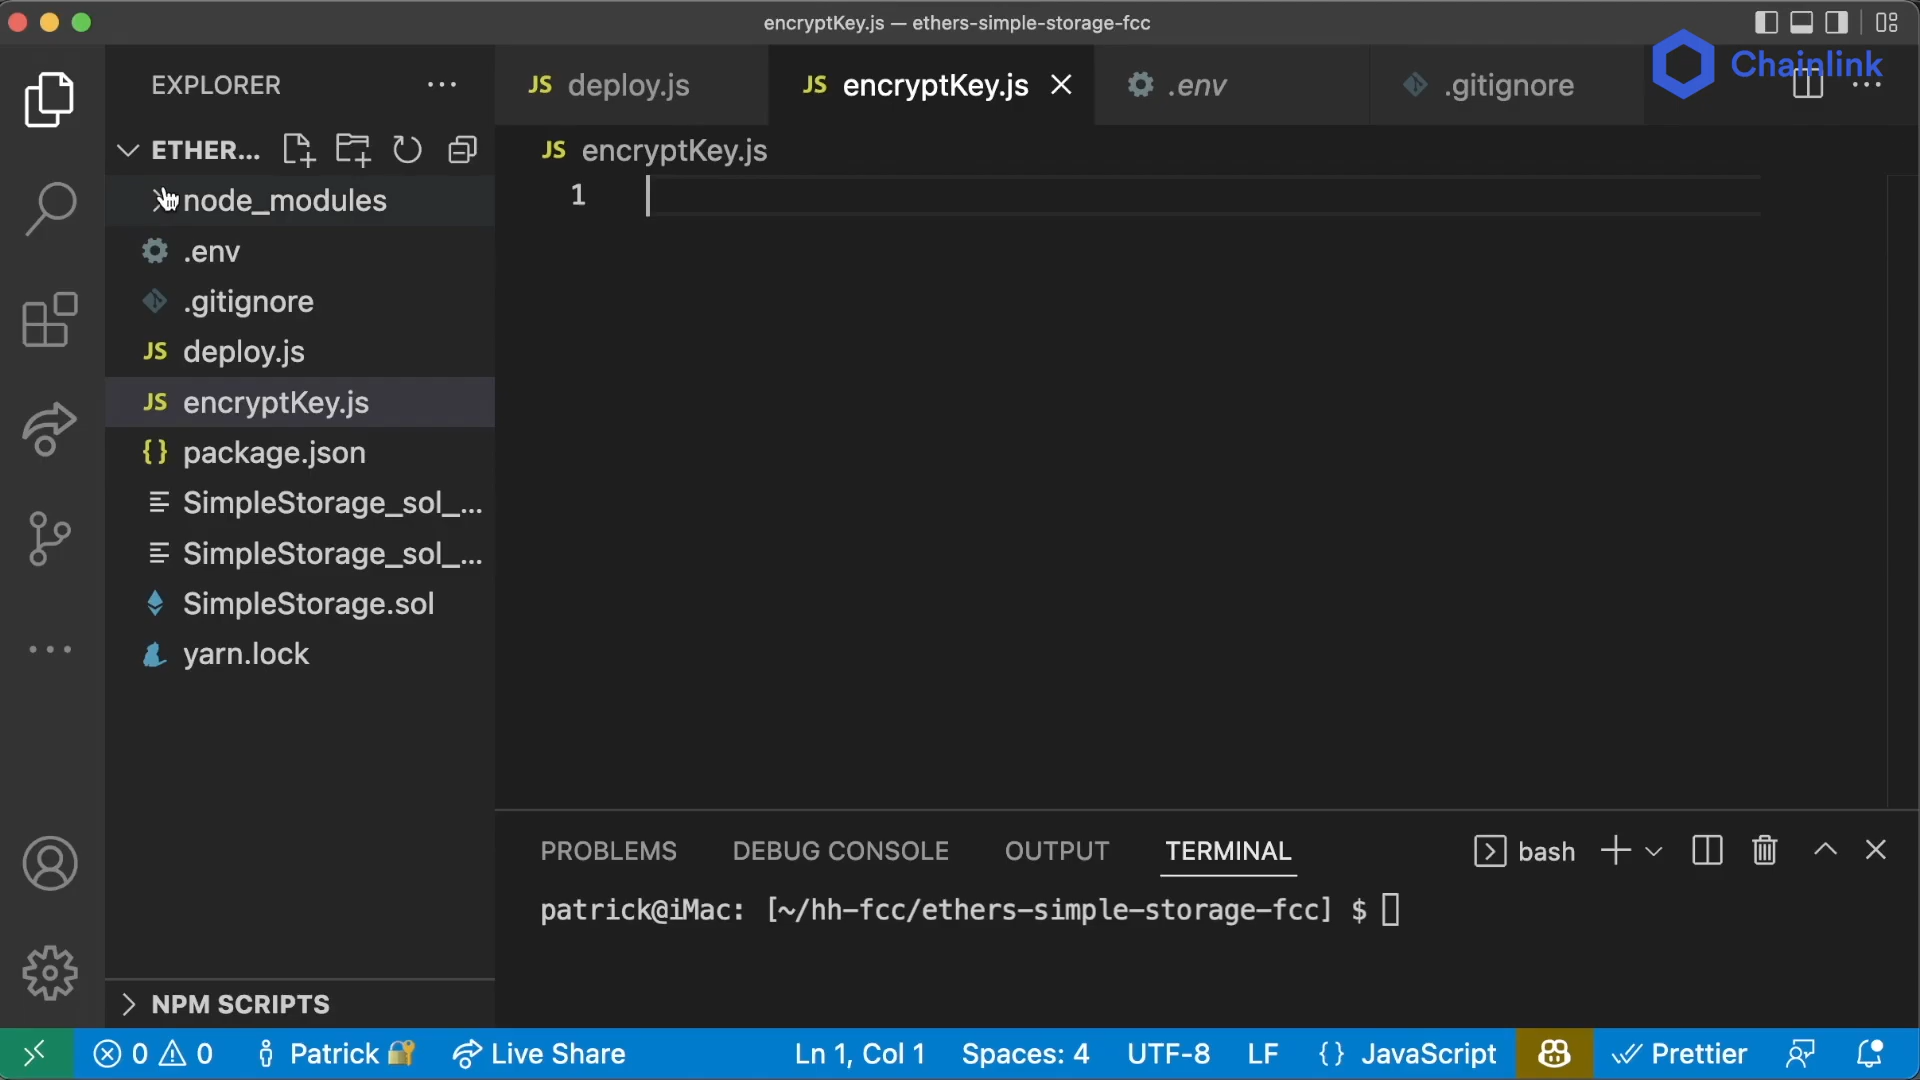 encryptKey.js — ethers-simple-storage-fcc
Chainlink
EXPLORER
JS deploy.js
JS encryptKey.js
.env
.gitignore
ETHER...
JS encryptKey.js
1
node_modules
.env
.gitignore
JS deploy.js
JS encryptKey.js
{} package.json
SimpleStorage_sol_...
SimpleStorage_sol_...
SimpleStorage.sol
yarn.lock
PROBLEMS DEBUG CONSOLE OUTPUT TERMINAL
bash
patrick@iMac: [~/hh-fcc/ethers-simple-storage-fcc] $
NPM SCRIPTS
0 0 Patrick Live Share Ln 1, Col 1 Spaces: 4 UTF-8 LF {} JavaScript Prettier